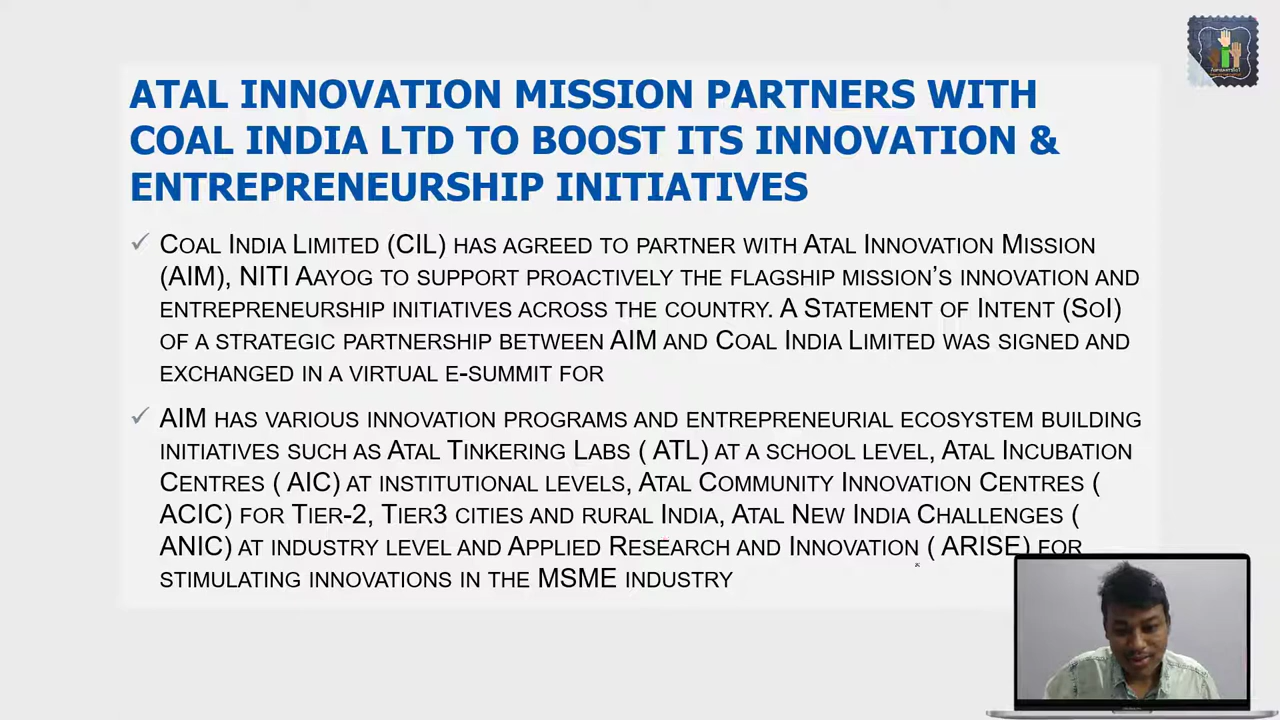 ATAL INNOVATION MISSION PARTNERS WITH
COAL INDIA LTD TO BOOST ITS INNOVATION &
ENTREPRENEURSHIP INITIATIVES
COAL INDIA LIMITED (CIL) HAS AGREED TO PARTNER WITH ATAL INNOVATION MISSION
(AIM), NITI AAYOG TO SUPPORT PROACTIVELY THE FLAGSHIP MISSION’S INNOVATION AND
ENTREPRENEURSHIP INITIATIVES ACROSS THE COUNTRY. A STATEMENT OF INTENT (SOI)
OF A STRATEGIC PARTNERSHIP BETWEEN AIM AND COAL INDIA LIMITED WAS SIGNED AND
EXCHANGED IN A VIRTUAL E-SUMMIT FOR
AIM HAS VARIOUS INNOVATION PROGRAMS AND ENTREPRENEURIAL ECOSYSTEM BUILDING
INITIATIVES SUCH AS ATAL TINKERING LABS ( ATL) AT A SCHOOL LEVEL, ATAL INCUBATION
CENTRES ( AIC) AT INSTITUTIONAL LEVELS, ATAL COMMUNITY INNOVATION CENTRES (
ACIC) FOR TIER-2, TIER3 CITIES AND RURAL INDIA, ATAL NEW INDIA CHALLENGES (
ANIC) AT INDUSTRY LEVEL AND APPLIED RESEARCH AND INNOVATION ( ARISE) FOR
STIMULATING INNOVATIONS IN THE MSME INDUSTRY